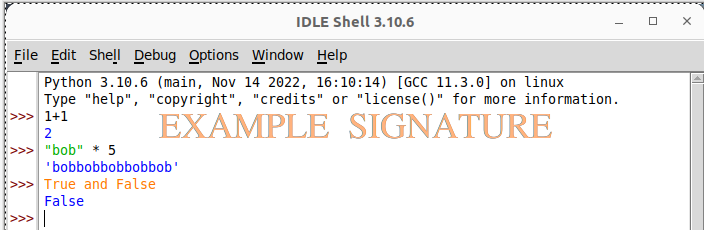 IDLE Shell 3.10.6
File Edit Shell Debug Options Window Help
Python 3.10.6 (main, Nov 14 2022, 16:10:14) [GCC 11.3.0] on linux
Type "help", "copyright", "credits" or "license()" for more information.
>>> 1+1
2
EXAMPLE SIGNATURE
>>> "bob" * 5
'bobbobbobbobbob'
>>> True and False
False
>>>